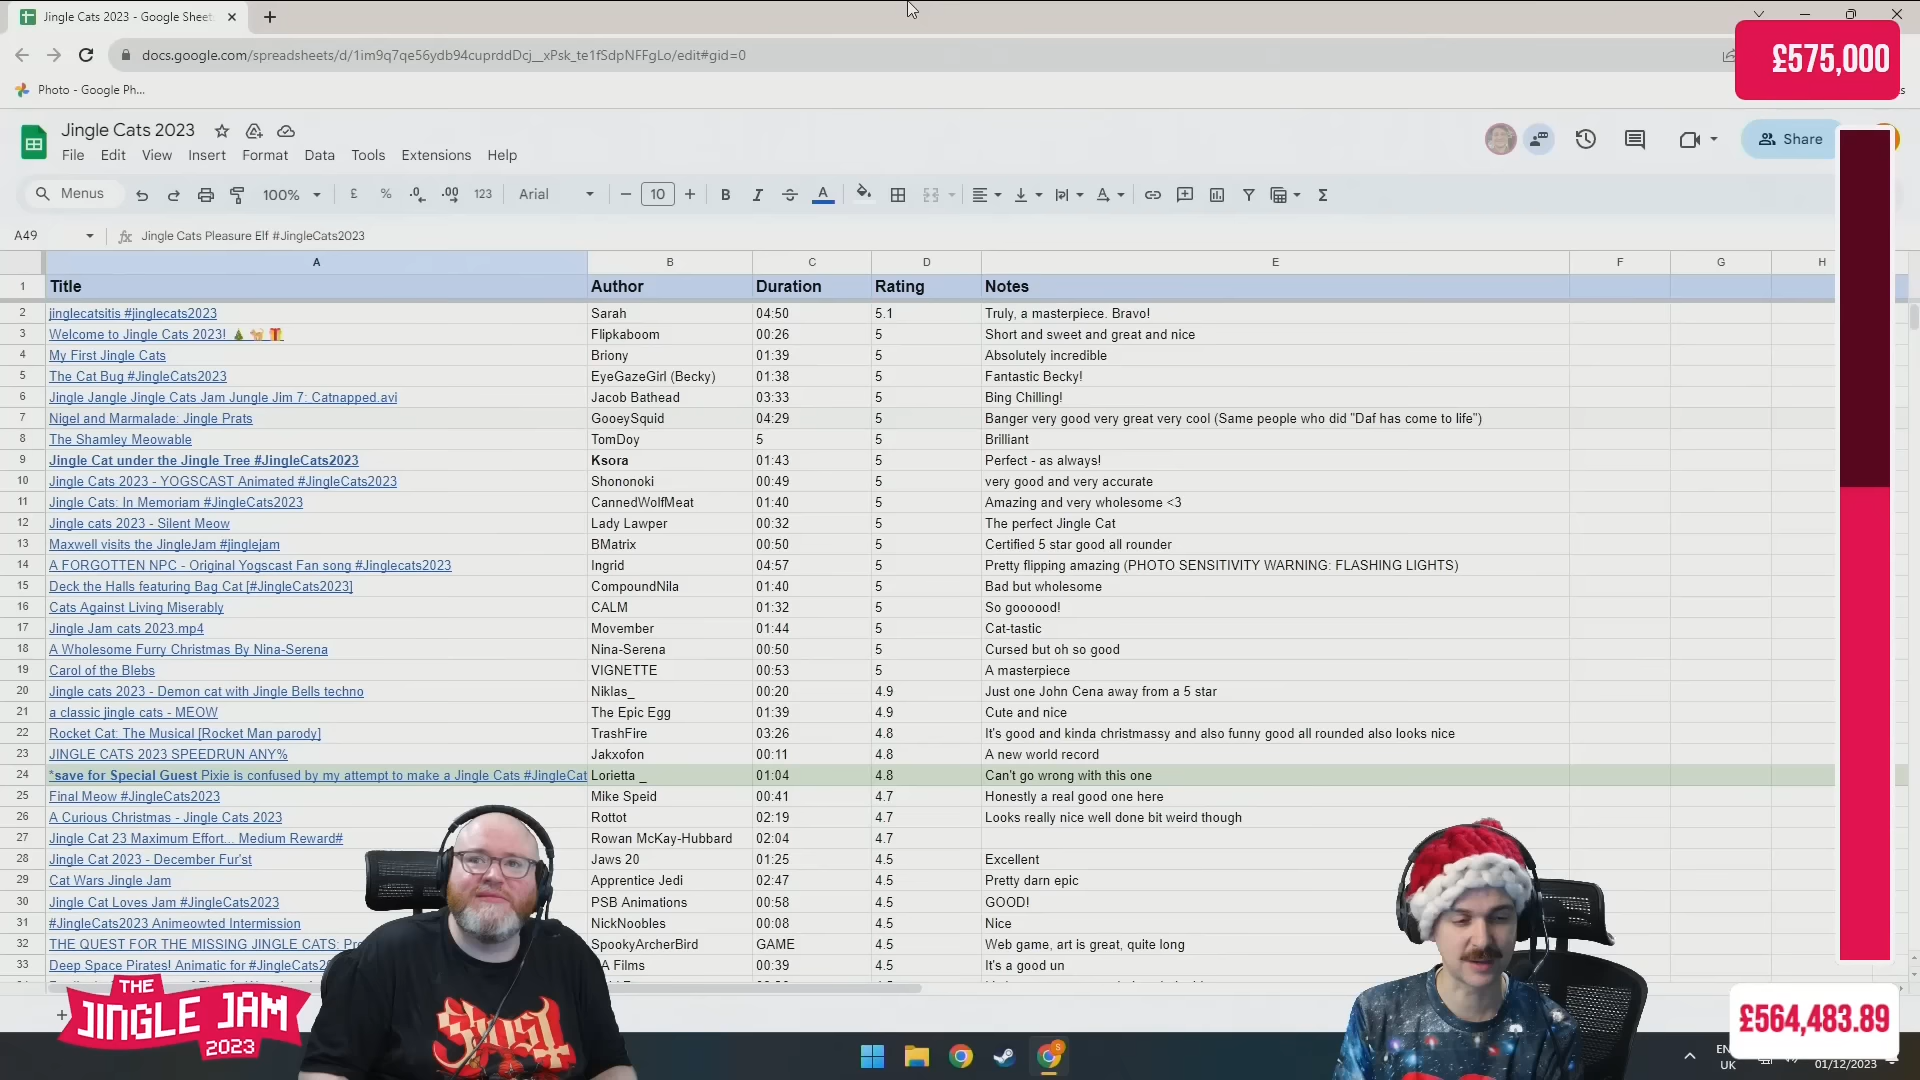 Jingle Cats 2023 - Google Sheets
docs.google.com/spreadsheets/d/1im9q7qe56ydb94cuprddDcj__xPsk_te1fSdpNFFgLo/edit#gid=0
£575,000
Photo - Google Ph...
Jingle Cats 2023
File Edit View Insert Format Data Tools Extensions Help
Share
Menus 100% £ % .0 .00 123 Arial 10 B I A
A49 fx Jingle Cats Pleasure Elf #JingleCats2023
A B C D E F G H
1 Title Author Duration Rating Notes
2 jinglecatsitis #jinglecats2023 Sarah 04:50 5.1 Truly, a masterpiece. Bravo!
3 Welcome to Jingle Cats 2023! 🎄 🐈 🎁 Flipkaboom 00:26 5 Short and sweet and great and nice
4 My First Jingle Cats Briony 01:39 5 Absolutely incredible
5 The Cat Bug #JingleCats2023 EyeGazeGirl (Becky) 01:38 5 Fantastic Becky!
6 Jingle Jangle Jingle Cats Jam Jungle Jim 7: Catnapped.avi Jacob Bathead 03:33 5 Bing Chilling!
7 Nigel and Marmalade: Jingle Prats GooeySquid 04:29 5 Banger very good very great very cool (Same people who did "Daf has come to life")
8 The Shamley Meowable TomDoy 5 5 Brilliant
9 Jingle Cat under the Jingle Tree #JingleCats2023 Ksora 01:43 5 Perfect - as always!
10 Jingle Cats 2023 - YOGSCAST Animated #JingleCats2023 Shononoki 00:49 5 very good and very accurate
11 Jingle Cats: In Memoriam #JingleCats2023 CannedWolfMeat 01:40 5 Amazing and very wholesome <3
12 Jingle cats 2023 - Silent Meow Lady Lawper 00:32 5 The perfect Jingle Cat
13 Maxwell visits the JingleJam #jinglejam BMatrix 00:50 5 Certified 5 star good all rounder
14 A FORGOTTEN NPC - Original Yogscast Fan song #Jinglecats2023 Ingrid 04:57 5 Pretty flipping amazing (PHOTO SENSITIVITY WARNING: FLASHING LIGHTS)
15 Deck the Halls featuring Bag Cat [#JingleCats2023] CompoundNila 01:40 5 Bad but wholesome
16 Cats Against Living Miserably CALM 01:32 5 So goooood!
17 Jingle Jam cats 2023.mp4 Movember 01:44 5 Cat-tastic
18 A Wholesome Furry Christmas By Nina-Serena Nina-Serena 00:50 5 Cursed but oh so good
19 Carol of the Blebs VIGNETTE 00:53 5 A masterpiece
20 Jingle cats 2023 - Demon cat with Jingle Bells techno Niklas_ 00:20 4.9 Just one John Cena away from a 5 star
21 a classic jingle cats - MEOW The Epic Egg 01:39 4.9 Cute and nice
22 Rocket Cat: The Musical [Rocket Man parody] TrashFire 03:26 4.8 It's good and kinda christmassy and also funny good all rounded also looks nice
23 JINGLE CATS 2023 SPEEDRUN ANY% Jakxofon 00:11 4.8 A new world record
24 *save for Special Guest Pixie is confused by my attempt to make a Jingle Cats #JingleCat Lorietta _ 01:04 4.8 Can't go wrong with this one
25 Final Meow #JingleCats2023 Mike Speid 00:41 4.7 Honestly a real good one here
26 A Curious Christmas - Jingle Cats 2023 Rottot 02:19 4.7 Looks really nice well done bit weird though
27 Jingle Cat 23 Maximum Effort... Medium Reward# Rowan McKay-Hubbard 02:04 4.7
28 Jingle Cat 2023 - December Fur'st Jaws 20 01:25 4.5 Excellent
29 Cat Wars Jingle Jam Apprentice Jedi 02:47 4.5 Pretty darn epic
30 Jingle Cat Loves Jam #JingleCats2023 PSB Animations 00:58 4.5 GOOD!
31 #JingleCats2023 Animeowted Intermission NickNoobles 00:08 4.5 Nice
32 THE QUEST FOR THE MISSING JINGLE CATS: SpookyArcherBird GAME 4.5 Web game, art is great, quite long
33 Deep Space Pirates! Animatic for #JingleCats2 A Films 00:39 4.5 It's a good un
THE
JINGLE JAM
2023
Ghost
£564,483.89
UK 01/12/2023